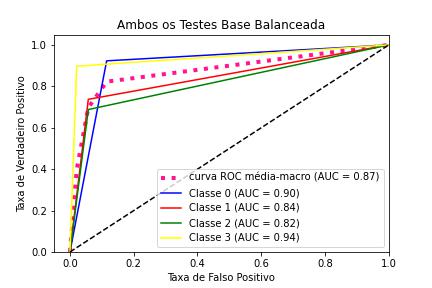 Ambos os Testes Base Balanceada
1.0
0.8
0.6
0.4
0.2
0.0
Taxa de Verdadeiro Positivo
curva ROC média-macro (AUC = 0.87)
Classe 0 (AUC = 0.90)
Classe 1 (AUC = 0.84)
Classe 2 (AUC = 0.82)
Classe 3 (AUC = 0.94)
0.0 0.2 0.4 0.6 0.8 1.0
Taxa de Falso Positivo